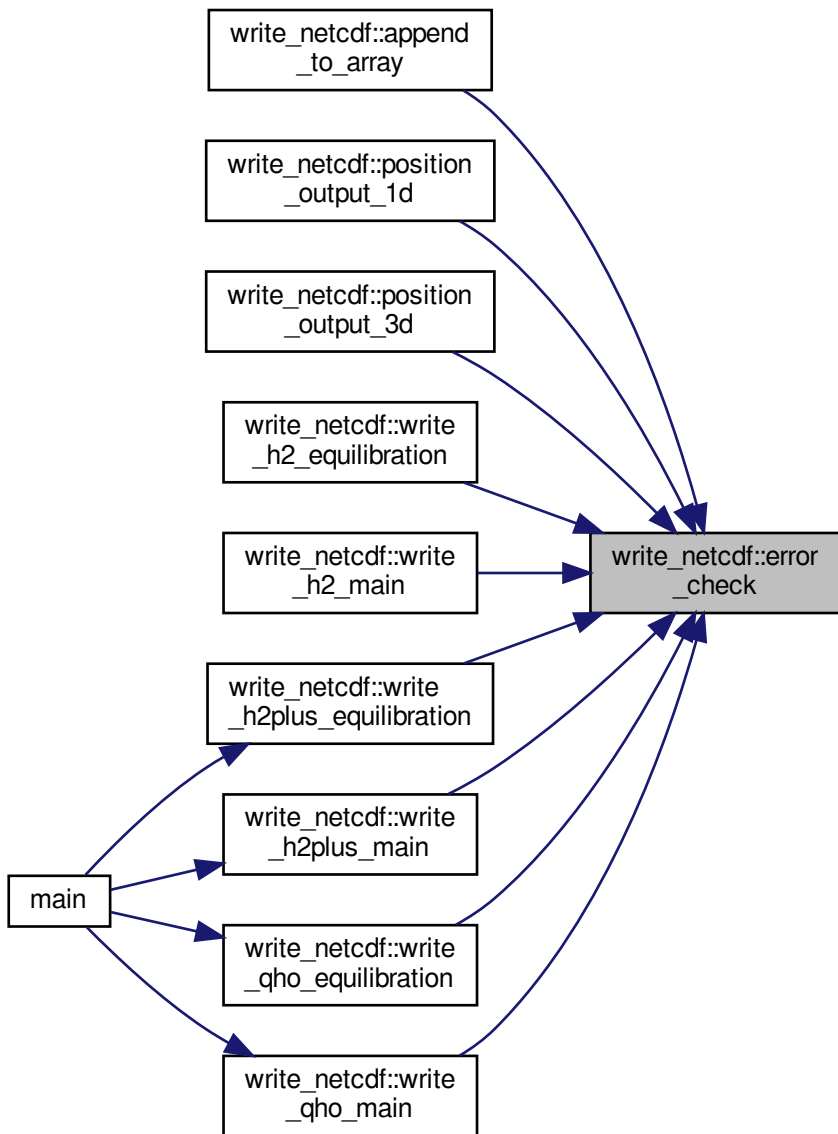 write_netcdf::append
_to_array
write_netcdf::position
_output_1d
write_netcdf::position
_output_3d
write_netcdf::write
_h2_equilibration
write_netcdf::write
_h2_main
write_netcdf::error
_check
write_netcdf::write
_h2plus_equilibration
write_netcdf::write
_h2plus_main
main
write_netcdf::write
_qho_equilibration
write_netcdf::write
_qho_main